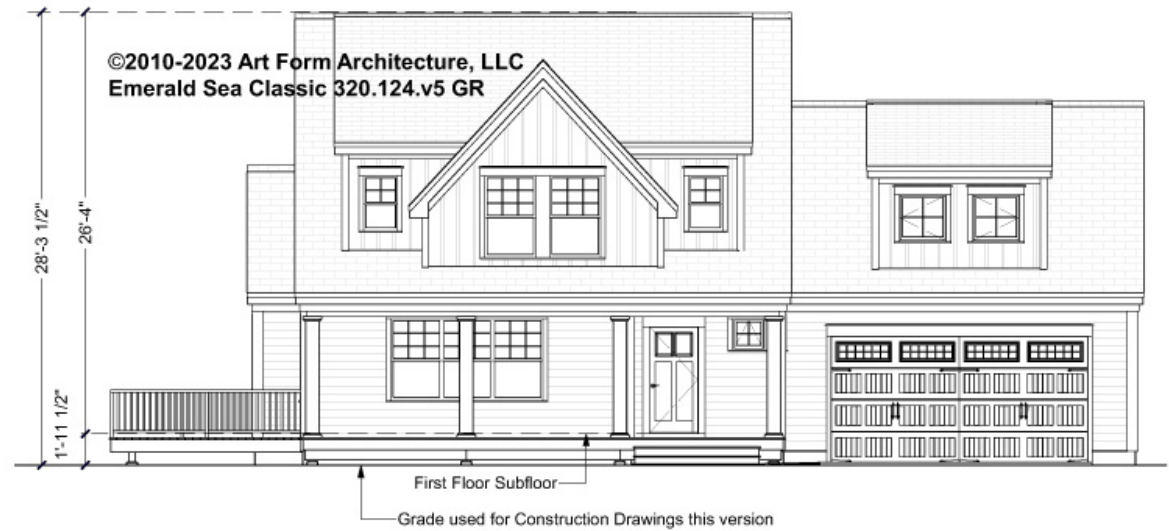 ©2010-2023 Art Form Architecture, LLC
Emerald Sea Classic 320.124.v5 GR
28'-3 1/2"
26'-4"
1'-11 1/2"
First Floor Subfloor
Grade used for Construction Drawings this version